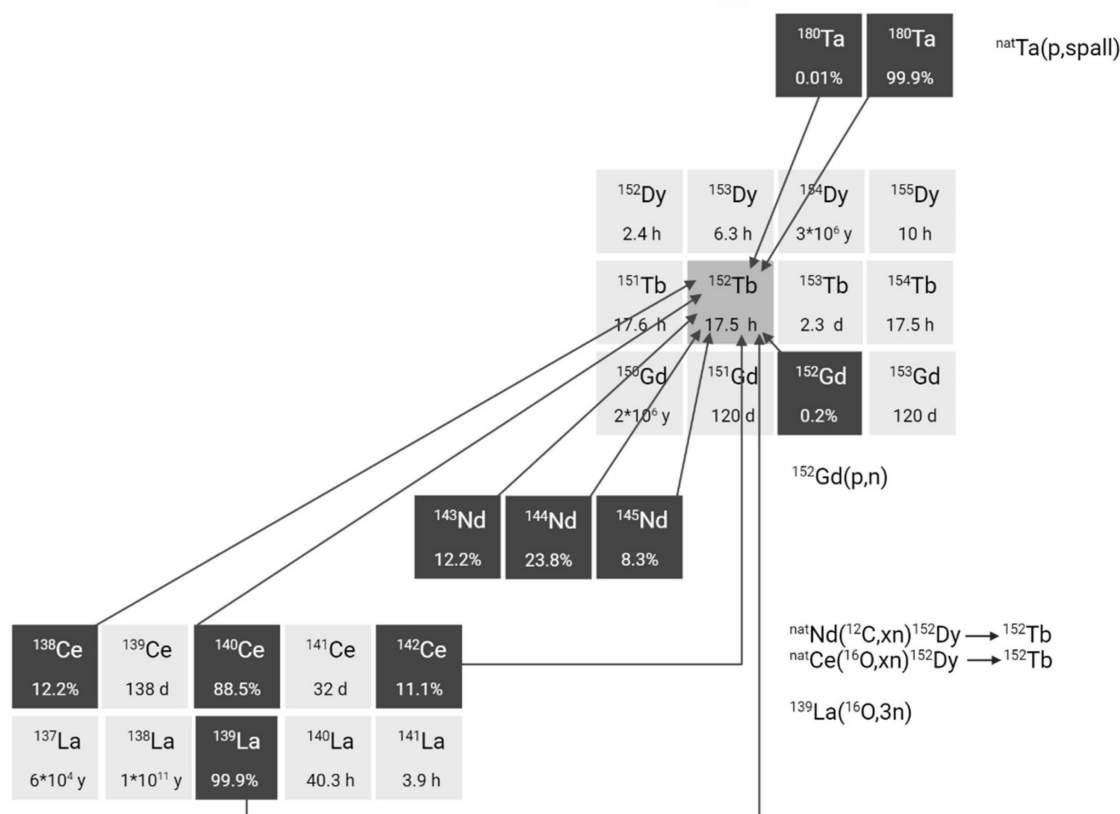 ¹⁸⁰Ta ¹⁸⁰Ta
0.01% 99.9%
ⁿᵃᵗTa(p,spall)
¹⁵²Dy ¹⁵³Dy ¹⁵⁴Dy ¹⁵⁵Dy
2.4 h 6.3 h 3*10⁶ y 10 h
¹⁵¹Tb ¹⁵²Tb ¹⁵³Tb ¹⁵⁴Tb
17.6 h 17.5 h 2.3 d 17.5 h
¹⁵⁰Gd ¹⁵¹Gd ¹⁵²Gd ¹⁵³Gd
2*10⁶ y 120 d 0.2% 120 d
¹⁵²Gd(p,n)
¹⁴³Nd ¹⁴⁴Nd ¹⁴⁵Nd
12.2% 23.8% 8.3%
¹³⁸Ce ¹³⁹Ce ¹⁴⁰Ce ¹⁴¹Ce ¹⁴²Ce
12.2% 138 d 88.5% 32 d 11.1%
ⁿᵃᵗNd(¹²C,xn)¹⁵²Dy → ¹⁵²Tb
ⁿᵃᵗCe(¹⁶O,xn)¹⁵²Dy → ¹⁵²Tb
¹³⁹La(¹⁶O,3n)
¹³⁷La ¹³⁸La ¹³⁹La ¹⁴⁰La ¹⁴¹La
6*10⁴ y 1*10¹¹ y 99.9% 40.3 h 3.9 h